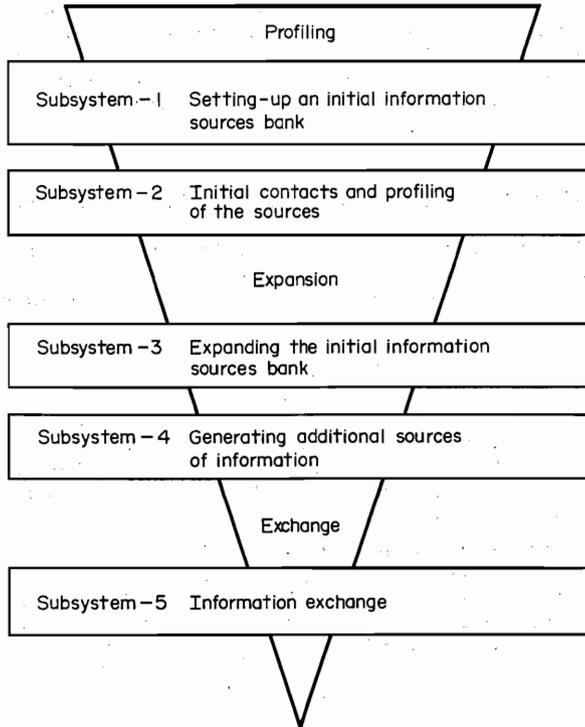 Profiling
Subsystem-1 Setting-up an initial information
sources bank
Subsystem-2 Initial contacts and profiling
of the sources
Expansion
Subsystem-3 Expanding the initial information
sources bank
Subsystem-4 Generating additional sources
of information
Exchange
Subsystem-5 Information exchange